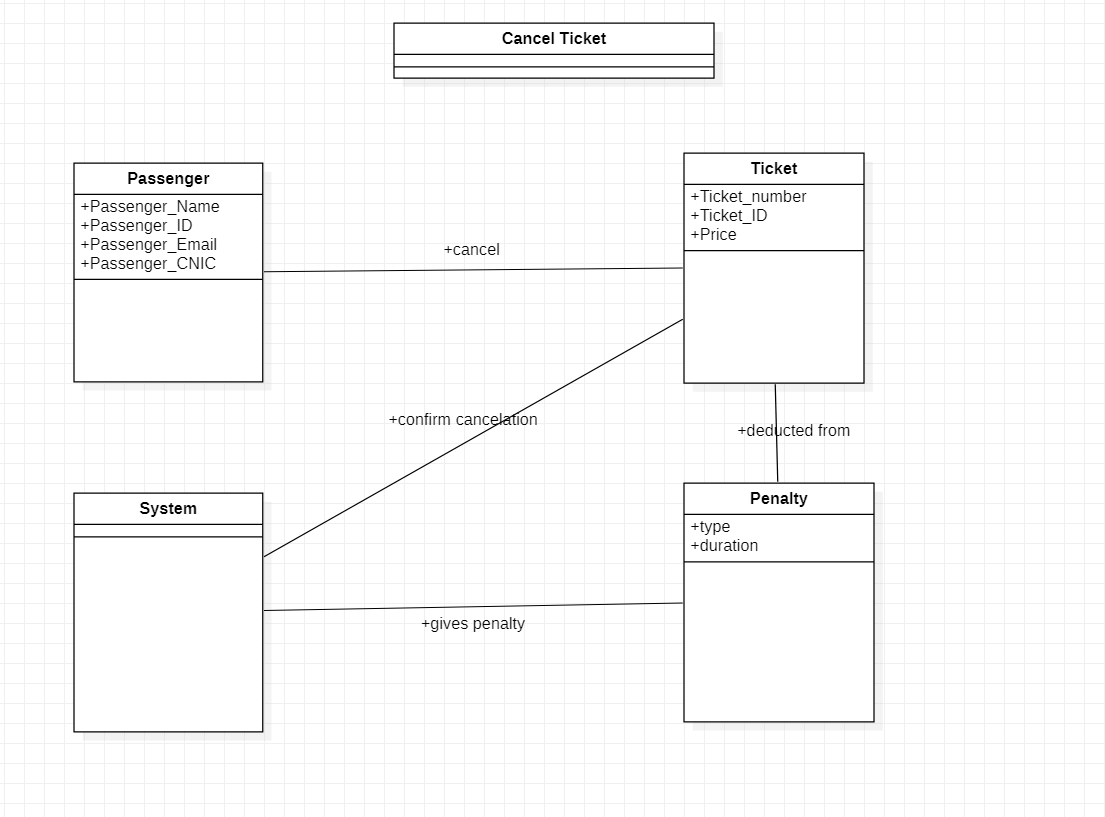 Cancel Ticket
Passenger
+Passenger_Name
+Passenger_ID
+Passenger_Email
+Passenger_CNIC
+cancel
Ticket
+Ticket_number
+Ticket_ID
+Price
+confirm cancelation
+deducted from
System
+gives penalty
Penalty
+type
+duration